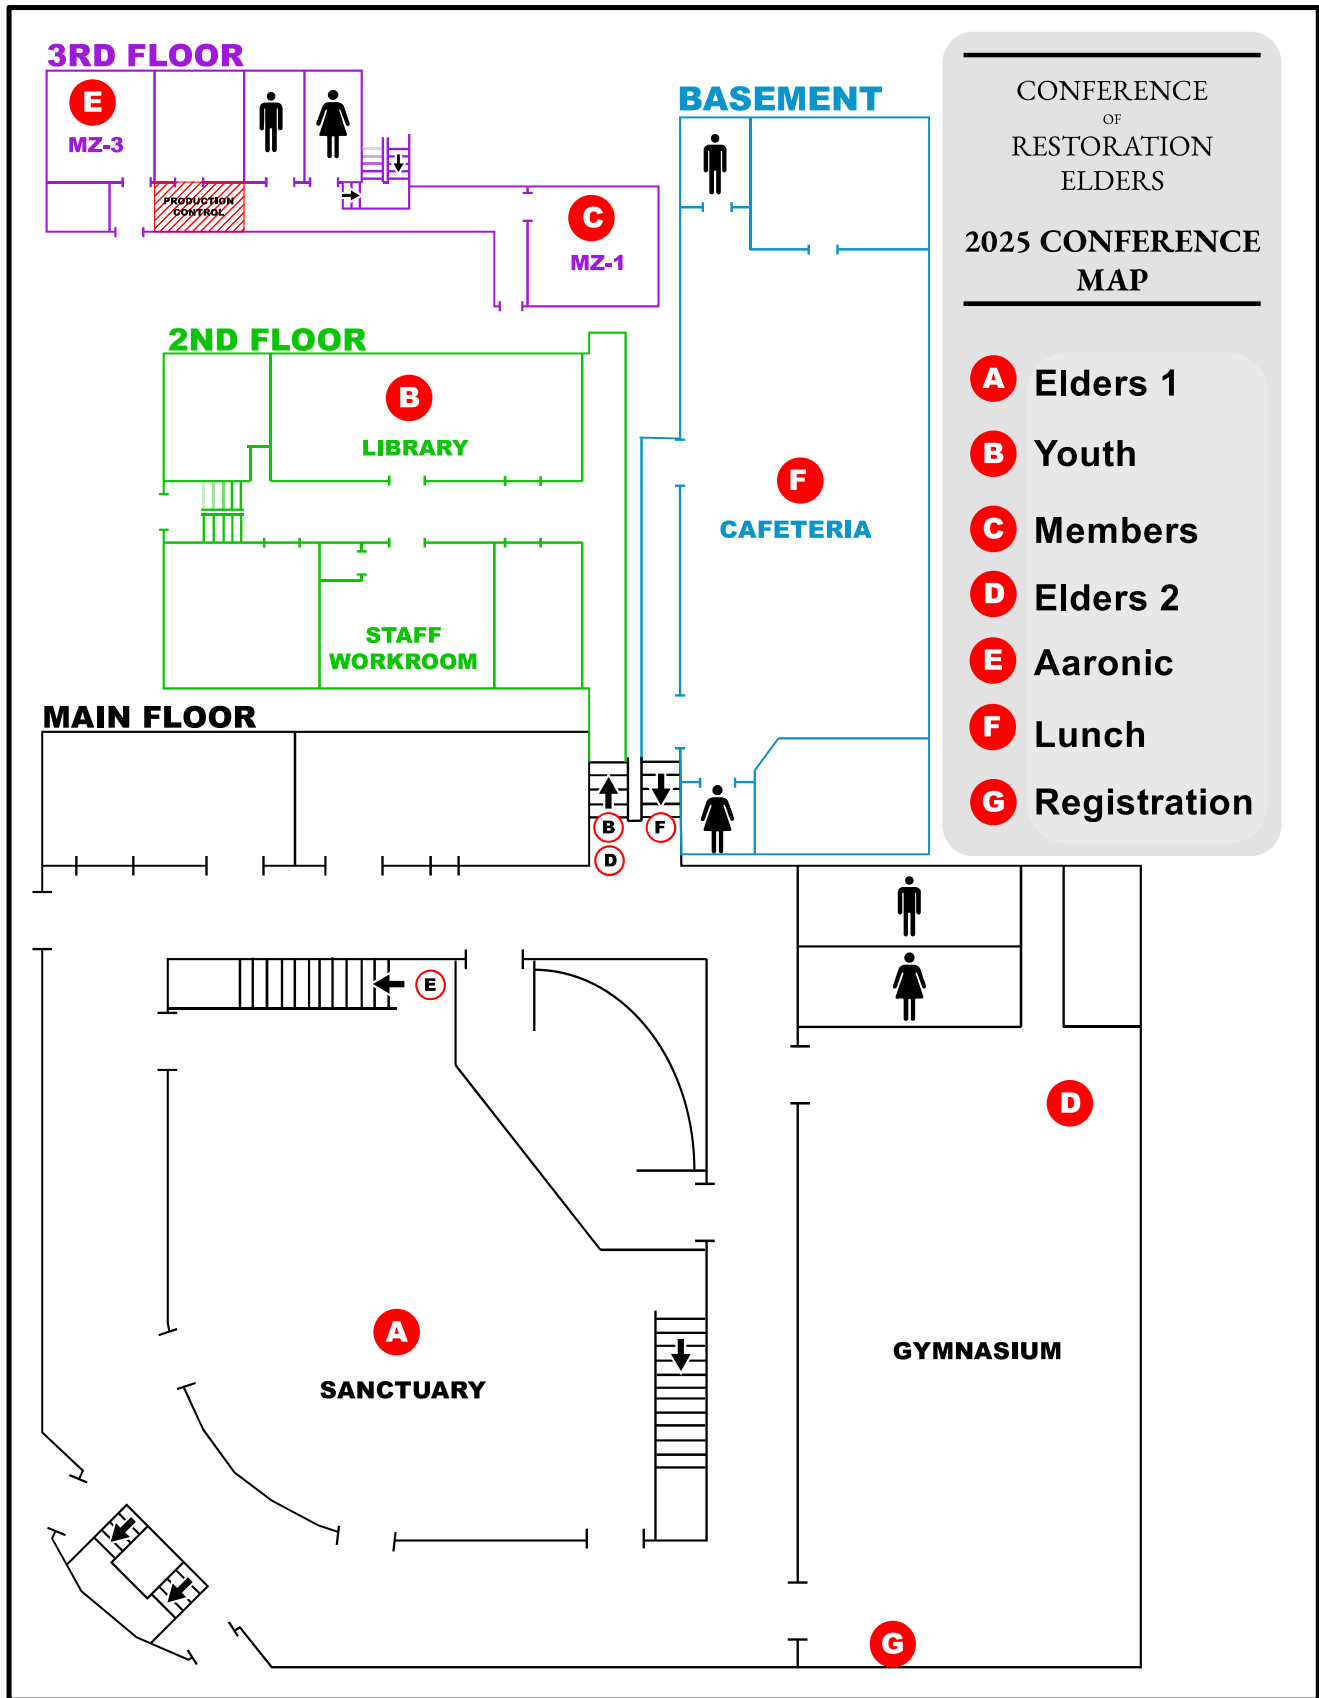 3RD FLOOR
E
MZ-3
PRODUCTION
CONTROL
C
MZ-1
BASEMENT
F
CAFETERIA
2ND FLOOR
B
LIBRARY
STAFF
WORKROOM
MAIN FLOOR
B
F
D
E
D
A
SANCTUARY
GYMNASIUM
G
CONFERENCE
OF
RESTORATION
ELDERS
2025 CONFERENCE
MAP
A Elders 1
B Youth
C Members
D Elders 2
E Aaronic
F Lunch
G Registration